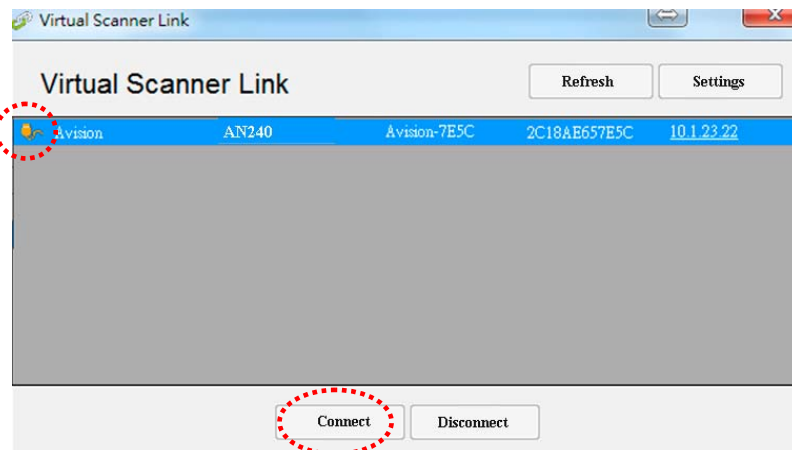 Virtual Scanner Link
Virtual Scanner Link
Refresh
Settings
Avision AN240 Avision-7E5C 2C18AE657E5C 10.1.23.22
Connect
Disconnect